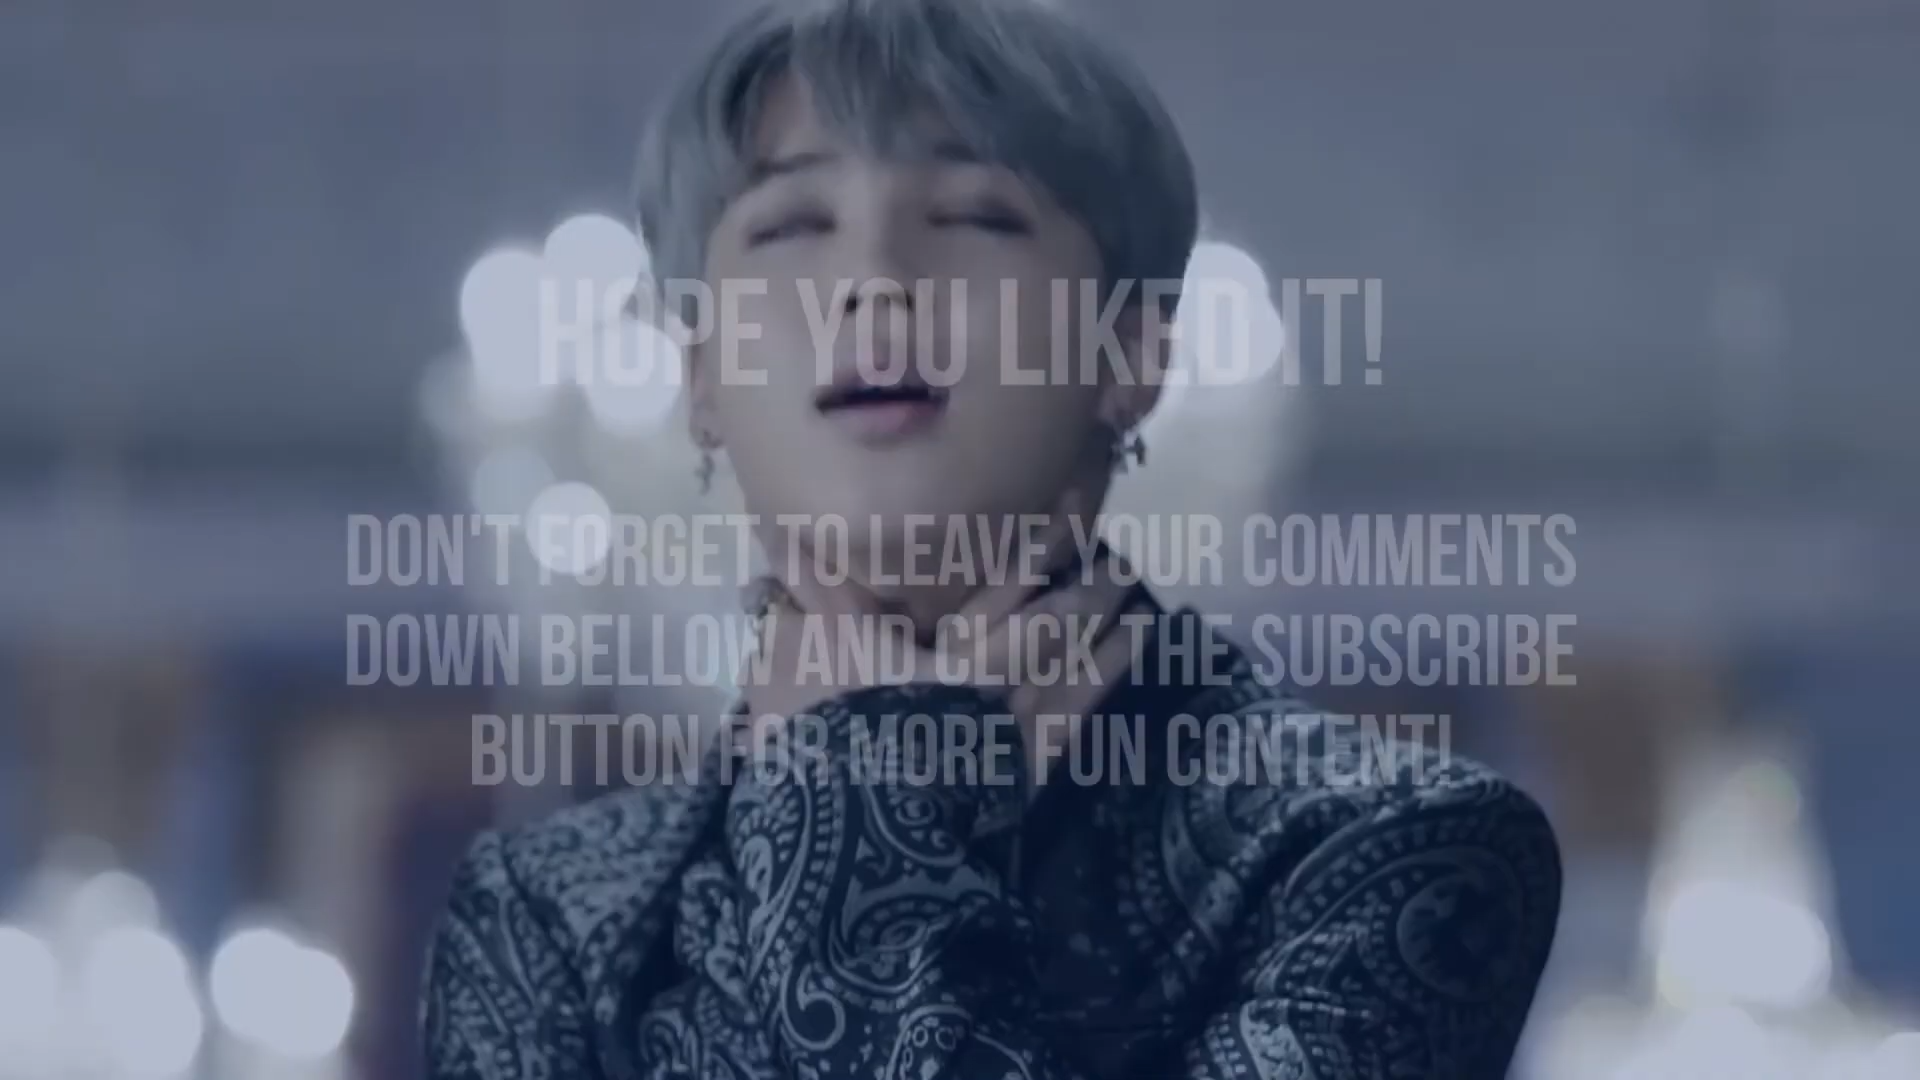 HOPE YOU LIKED IT!
DON'T FORGET TO LEAVE YOUR COMMENTS
DOWN BELLOW AND CLICK THE SUBSCRIBE
BUTTON FOR MORE FUN CONTENT!